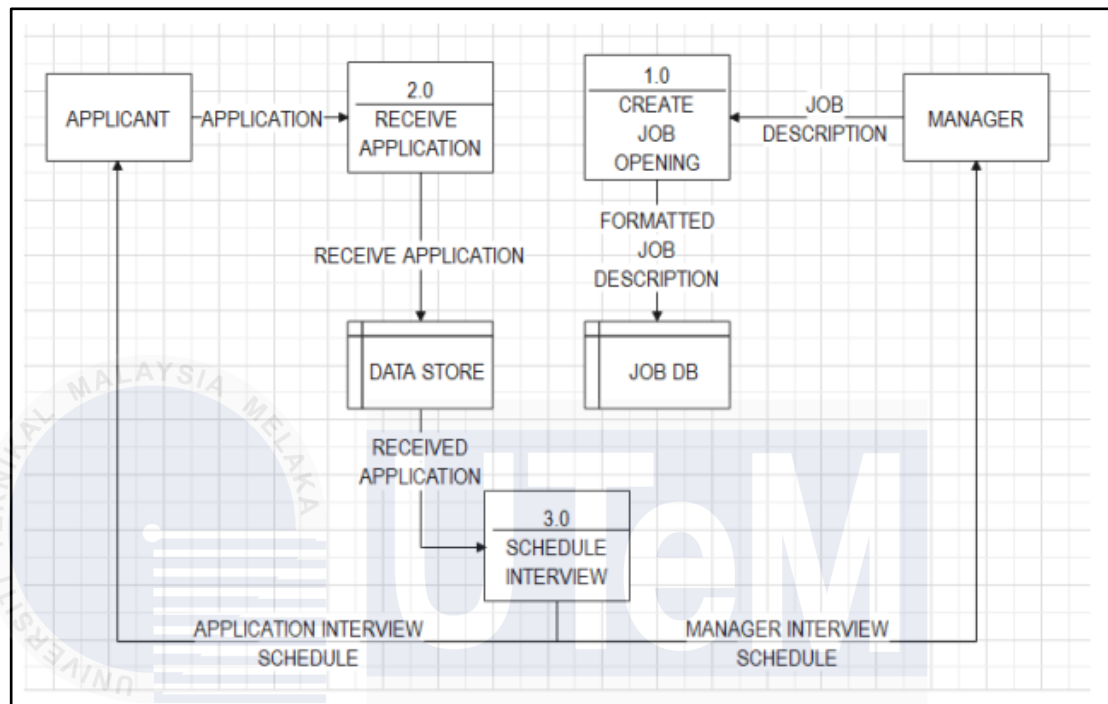 APPLICANT
APPLICATION
2.0
RECEIVE
APPLICATION
1.0
CREATE
JOB
OPENING
JOB
DESCRIPTION
MANAGER
RECEIVE APPLICATION
FORMATTED
JOB
DESCRIPTION
DATA STORE
JOB DB
RECEIVED
APPLICATION
3.0
SCHEDULE
INTERVIEW
APPLICATION INTERVIEW
SCHEDULE
MANAGER INTERVIEW
SCHEDULE
UNIVERSITI TEKNIKAL MALAYSIA MELAKA
UTeM